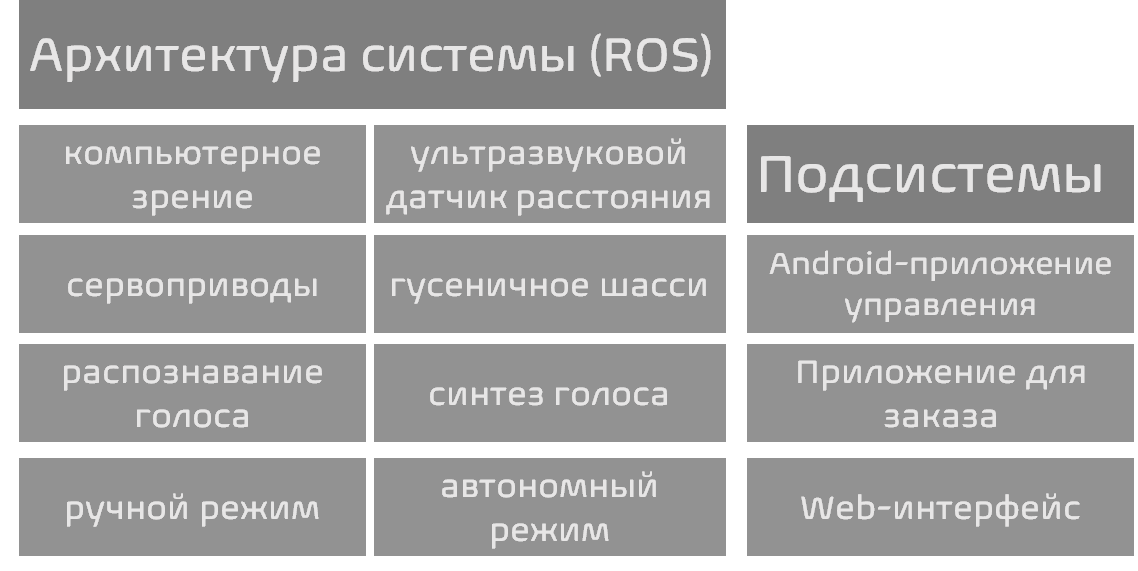 Архитектура системы (ROS)
компьютерное
зрение
ультразвуковой
датчик расстояния
Подсистемы
сервоприводы
гусеничное шасси
Android-приложение
управления
распознавание
голоса
синтез голоса
Приложение для
заказа
ручной режим
автономный
режим
Web-интерфейс